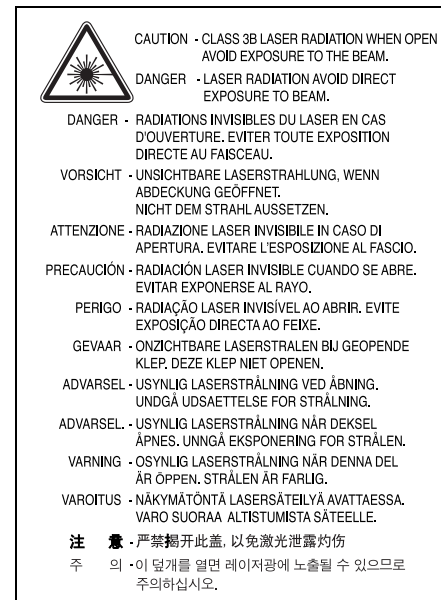 CAUTION - CLASS 3B LASER RADIATION WHEN OPEN
AVOID EXPOSURE TO THE BEAM.
DANGER - LASER RADIATION AVOID DIRECT
EXPOSURE TO BEAM.
DANGER - RADIATIONS INVISIBLES DU LASER EN CAS
D'OUVERTURE. EVITER TOUTE EXPOSITION
DIRECTE AU FAISCEAU.
VORSICHT - UNSICHTBARE LASERSTRAHLUNG, WENN
ABDECKUNG GEÖFFNET.
NICHT DEM STRAHL AUSSETZEN.
ATTENZIONE - RADIAZIONE LASER INVISIBILE IN CASO DI
APERTURA. EVITARE L'ESPOSIZIONE AL FASCIO.
PRECAUCIÓN - RADIACIÓN LASER INVISIBLE CUANDO SE ABRE.
EVITAR EXPONERSE AL RAYO.
PERIGO - RADIAÇÃO LASER INVISÍVEL AO ABRIR. EVITE
EXPOSIÇÃO DIRECTA AO FEIXE.
GEVAAR - ONZICHTBARE LASERSTRALEN BIJ GEOPENDE
KLEP. DEZE KLEP NIET OPENEN.
ADVARSEL - USYNLIG LASERSTRÅLNING VED ÅBNING.
UNDGÅ UDSAETTELSE FOR STRÅLNING.
ADVARSEL. - USYNLIG LASERSTRÅLNING NÅR DEKSEL
ÅPNES. UNNGÅ EKSPONERING FOR STRÅLEN.
VARNING - OSYNLIG LASERSTRÅLNING NÄR DENNA DEL
ÄR ÖPPEN. STRÅLEN ÄR FARLIG.
VAROITUS - NÄKYMÄTÖNTÄ LASERSÄTEILYÄ AVATTAESSA.
VARO SUORAA ALTISTUMISTA SÄTEELLE.
注 意 - 严禁揭开此盖, 以免激光泄露灼伤
주 의 - 이 덮개를 열면 레이저광에 노출될 수 있으므로
주의하십시오.